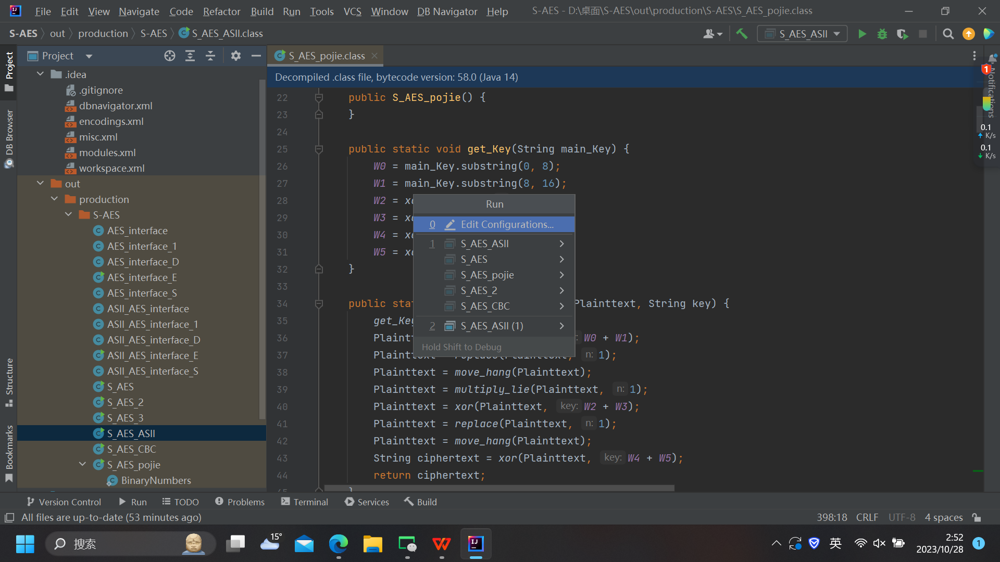 File Edit View Navigate Code Refactor Build Run Tools VCS Window DB Navigator Help S-AES - D:\桌面\S-AES\out\production\S-AES\S_AES_pojie.class
S-AES out production S-AES S_AES_ASII.class S_AES_ASII
Project
Project
DB Browser
Structure
Bookmarks
.idea
.gitignore
dbnavigator.xml
encodings.xml
misc.xml
modules.xml
workspace.xml
out
production
S-AES
AES_interface
AES_interface_1
AES_interface_D
AES_interface_E
AES_interface_S
ASII_AES_interface
ASII_AES_interface_1
ASII_AES_interface_D
ASII_AES_interface_E
ASII_AES_interface_S
S_AES
S_AES_2
S_AES_3
S_AES_ASII
S_AES_CBC
S_AES_pojie
BinaryNumbers
S_AES_pojie.class
Decompiled .class file, bytecode version: 58.0 (Java 14)
22 public S_AES_pojie() {
23 }
24
25 public static void get_Key(String main_Key) {
26 W0 = main_Key.substring(0, 8);
27 W1 = main_Key.substring(8, 16);
28 W2 = xo
29 W3 = xo
30 W4 = xo
31 W5 = xo
32 }
33
34 public sta Plainttext, String key) {
35 get_Key
36 Plaint : W0 + W1);
37 Plaint replace(Plainttext, n: 1);
38 Plainttext = move_hang(Plainttext);
39 Plainttext = multiply_lie(Plainttext, n: 1);
40 Plainttext = xor(Plainttext, key: W2 + W3);
41 Plainttext = replace(Plainttext, n: 1);
42 Plainttext = move_hang(Plainttext);
43 String ciphertext = xor(Plainttext, key: W4 + W5);
44 return ciphertext;
45 }
Run
0 Edit Configurations...
1 S_AES_ASII
S_AES
S_AES_pojie
S_AES_2
S_AES_CBC
2 S_AES_ASII (1)
Hold Shift to Debug
1
Notifications
0.1
K/s
0.1
K/s
Version Control Run TODO Problems Terminal Services Build
All files are up-to-date (53 minutes ago) 398:18 CRLF UTF-8 4 spaces
搜索 15° 英 2:52
2023/10/28 1